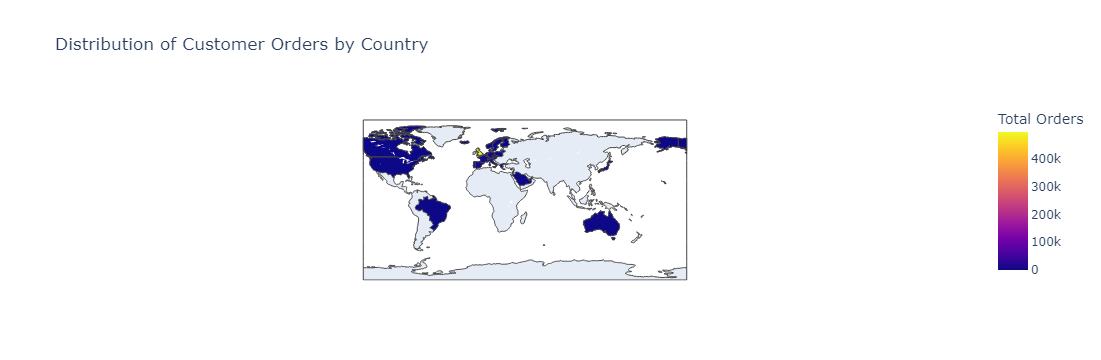 Distribution of Customer Orders by Country
Total Orders
400k
300k
200k
100k
0